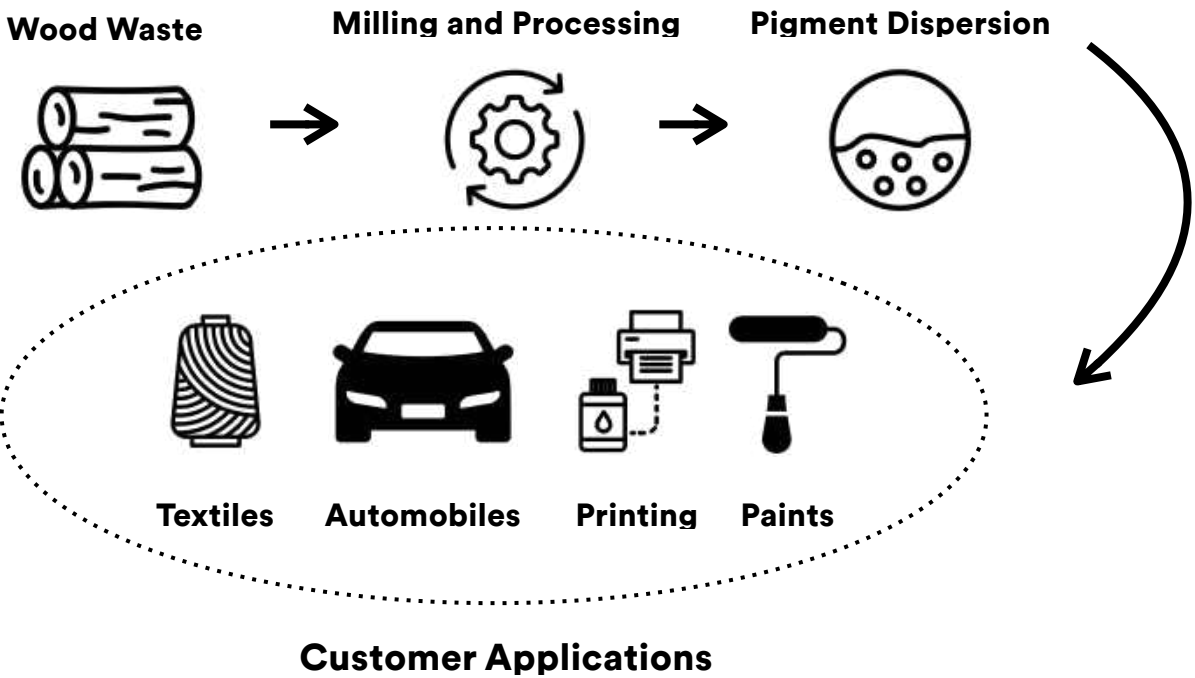 Wood Waste
Milling and Processing
Pigment Dispersion
Textiles
Automobiles
Printing
Paints
Customer Applications